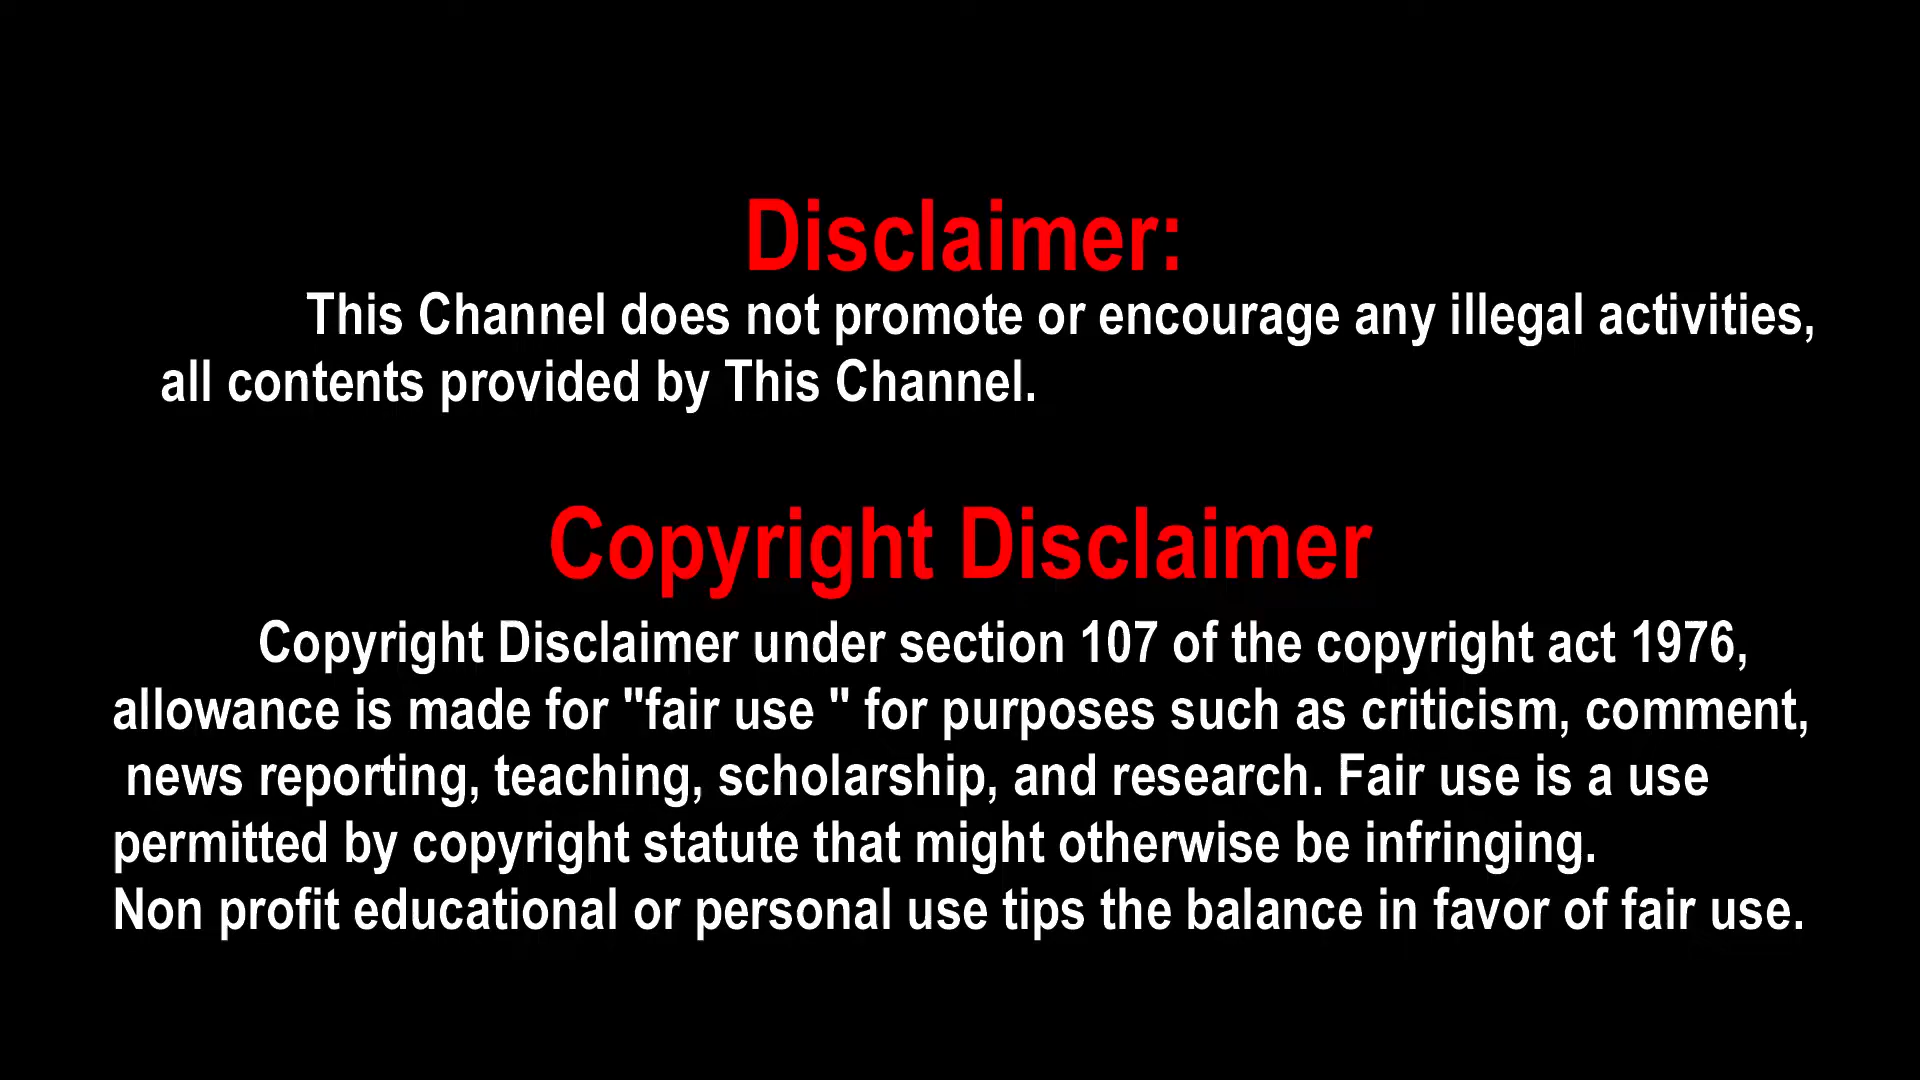 Disclaimer:
This Channel does not promote or encourage any illegal activities,
all contents provided by This Channel.
Copyright Disclaimer
Copyright Disclaimer under section 107 of the copyright act 1976,
allowance is made for "fair use " for purposes such as criticism, comment,
news reporting, teaching, scholarship, and research. Fair use is a use
permitted by copyright statute that might otherwise be infringing.
Non profit educational or personal use tips the balance in favor of fair use.